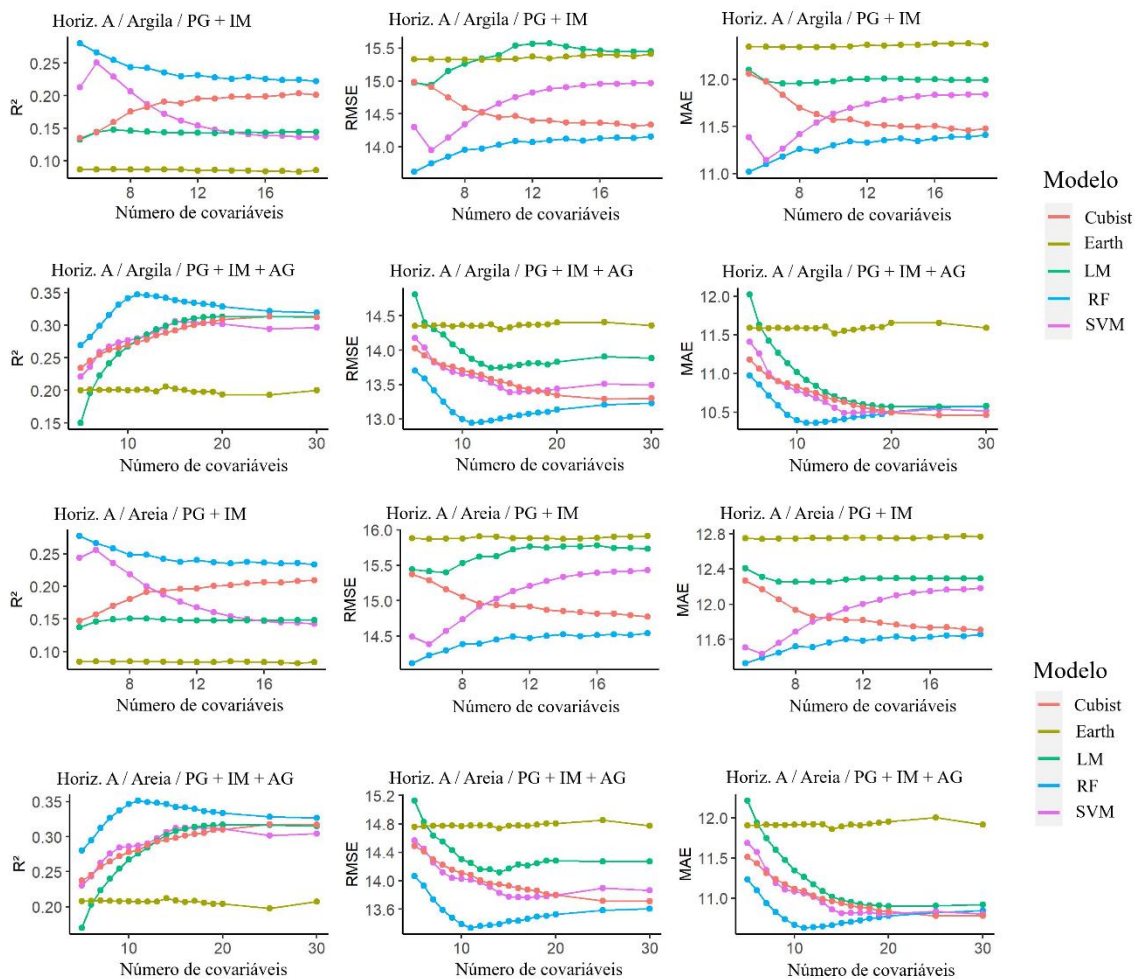 Horiz. A / Argila / PG + IM
Horiz. A / Argila / PG + IM
Horiz. A / Argila / PG + IM
R²
0.25
0.20
0.15
0.10
8
12
16
Número de covariáveis
RMSE
15.5
15.0
14.5
14.0
8
12
16
Número de covariáveis
MAE
12.0
11.5
11.0
8
12
16
Número de covariáveis
Modelo
Cubist
Earth
LM
RF
SVM
Horiz. A / Argila / PG + IM + AG
Horiz. A / Argila / PG + IM + AG
Horiz. A / Argila / PG + IM + AG
R²
0.35
0.30
0.25
0.20
0.15
10
20
30
Número de covariáveis
RMSE
14.5
14.0
13.5
13.0
10
20
30
Número de covariáveis
MAE
12.0
11.5
11.0
10.5
10
20
30
Número de covariáveis
Horiz. A / Areia / PG + IM
Horiz. A / Areia / PG + IM
Horiz. A / Areia / PG + IM
R²
0.25
0.20
0.15
0.10
8
12
16
Número de covariáveis
RMSE
16.0
15.5
15.0
14.5
8
12
16
Número de covariáveis
MAE
12.8
12.4
12.0
11.6
8
12
16
Número de covariáveis
Modelo
Cubist
Earth
LM
RF
SVM
Horiz. A / Areia / PG + IM + AG
Horiz. A / Areia / PG + IM + AG
Horiz. A / Areia / PG + IM + AG
R²
0.35
0.30
0.25
0.20
10
20
30
Número de covariáveis
RMSE
15.2
14.8
14.4
14.0
13.6
10
20
30
Número de covariáveis
MAE
12.0
11.5
11.0
10
20
30
Número de covariáveis